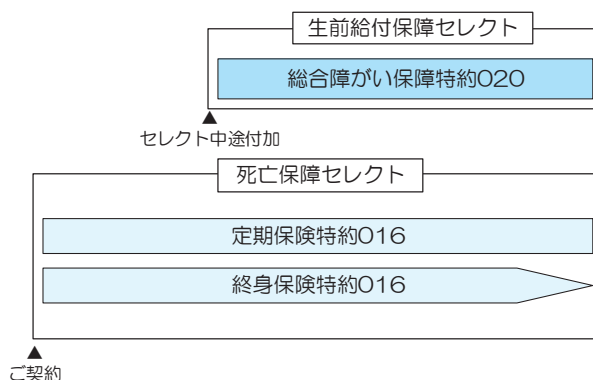 生前給付保障セレクト
総合障がい保障特約020
▲
セレクト中途付加
死亡保障セレクト
定期保険特約016
終身保険特約016
▲
ご契約